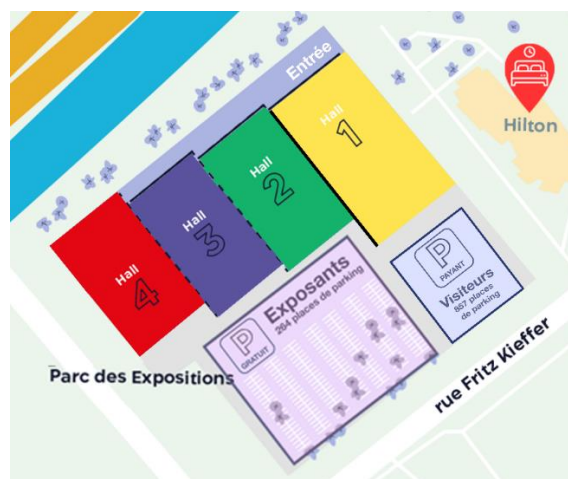 Entrée
Hilton
Hall
1
Hall
2
Hall
3
Hall
4
P
GRATUIT
Exposants
264 places de parking
P
PAYANT
Visiteurs
867 places
de parking
Parc des Expositions
rue Fritz Kieffer